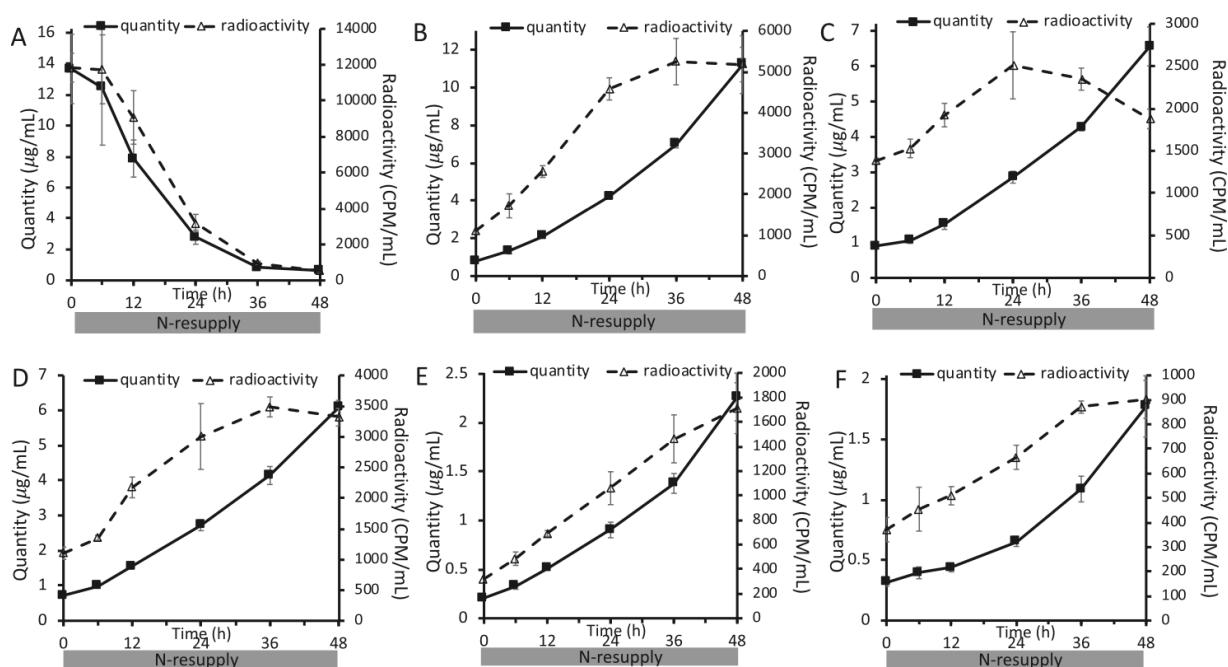 A
quantity radioactivity
16
14
12
10
8
6
4
2
0
Quantity (µg/mL)
14000
12000
10000
8000
6000
4000
2000
0
Radioactivity (CPM/mL)
0 12 24 36 48
Time (h)
N-resupply
B
quantity radioactivity
12
10
8
6
4
2
0
Quantity (µg/mL)
6000
5000
4000
3000
2000
1000
0
Radioactivity (CPM/mL)
0 12 24 36 48
Time (h)
N-resupply
C
quantity radioactivity
7
6
5
4
3
2
1
0
Quantity (µg/mL)
3000
2500
2000
1500
1000
500
0
Radioactivity (CPM/mL)
0 12 24 36 48
Time (h)
N-resupply
D
quantity radioactivity
7
6
5
4
3
2
1
0
Quantity (µg/mL)
4000
3500
3000
2500
2000
1500
1000
500
0
Radioactivity (CPM/mL)
0 12 24 36 48
Time (h)
N-resupply
E
quantity radioactivity
2.5
2
1.5
1
0.5
0
Quantity (µg/mL)
2000
1800
1600
1400
1200
1000
800
600
400
200
0
Radioactivity (CPM/mL)
0 12 24 36 48
Time (h)
N-resupply
F
quantity radioactivity
2
1.5
1
0.5
0
Quantity (µg/mL)
1000
900
800
700
600
500
400
300
200
100
0
Radioactivity (CPM/mL)
0 12 24 36 48
Time (h)
N-resupply